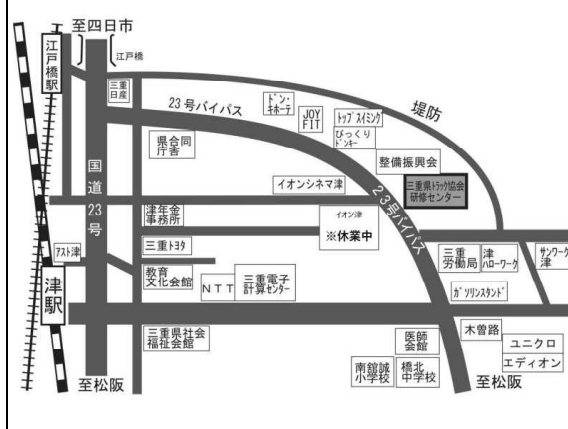 至四日市
江戸橋
江戸橋駅
三重
日産
23号バイパス
ドン・
キホーテ
JOY
FIT
トップスイミング
びっくり
ドンキー
堤防
県合同
庁舎
整備振興会
国道23号
イオンシネマ津
23号バイパス
三重県トラック協会
研修センター
津年金
事務所
イオン津
※休業中
三重トヨタ
アスト津
三重
労働局
津
ハローワーク
サンワーク
津
教育
文化会館
NTT
三重電子
計算センター
ガソリンスタンド
津駅
三重県社会
福祉会館
医師
会館
木曽路
ユニクロ
エディオン
南舘誠
小学校
橋北
中学校
至松阪
至松阪